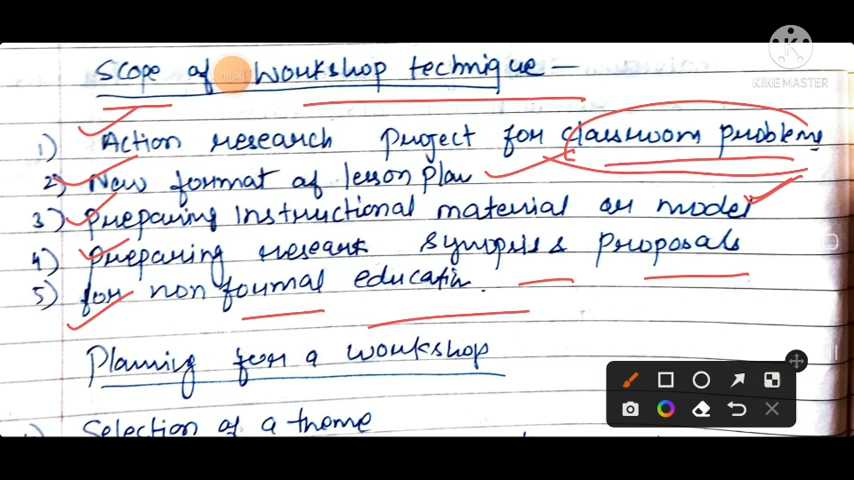 Scope of workshop technique —
KINEMASTER
1) Action research project for classroom problems
2) New format of lesson plan
3) Preparing instructional material or model
4) Preparing research synopsis & proposals
5) for non formal education.
Planning for a workshop
Selection of a theme